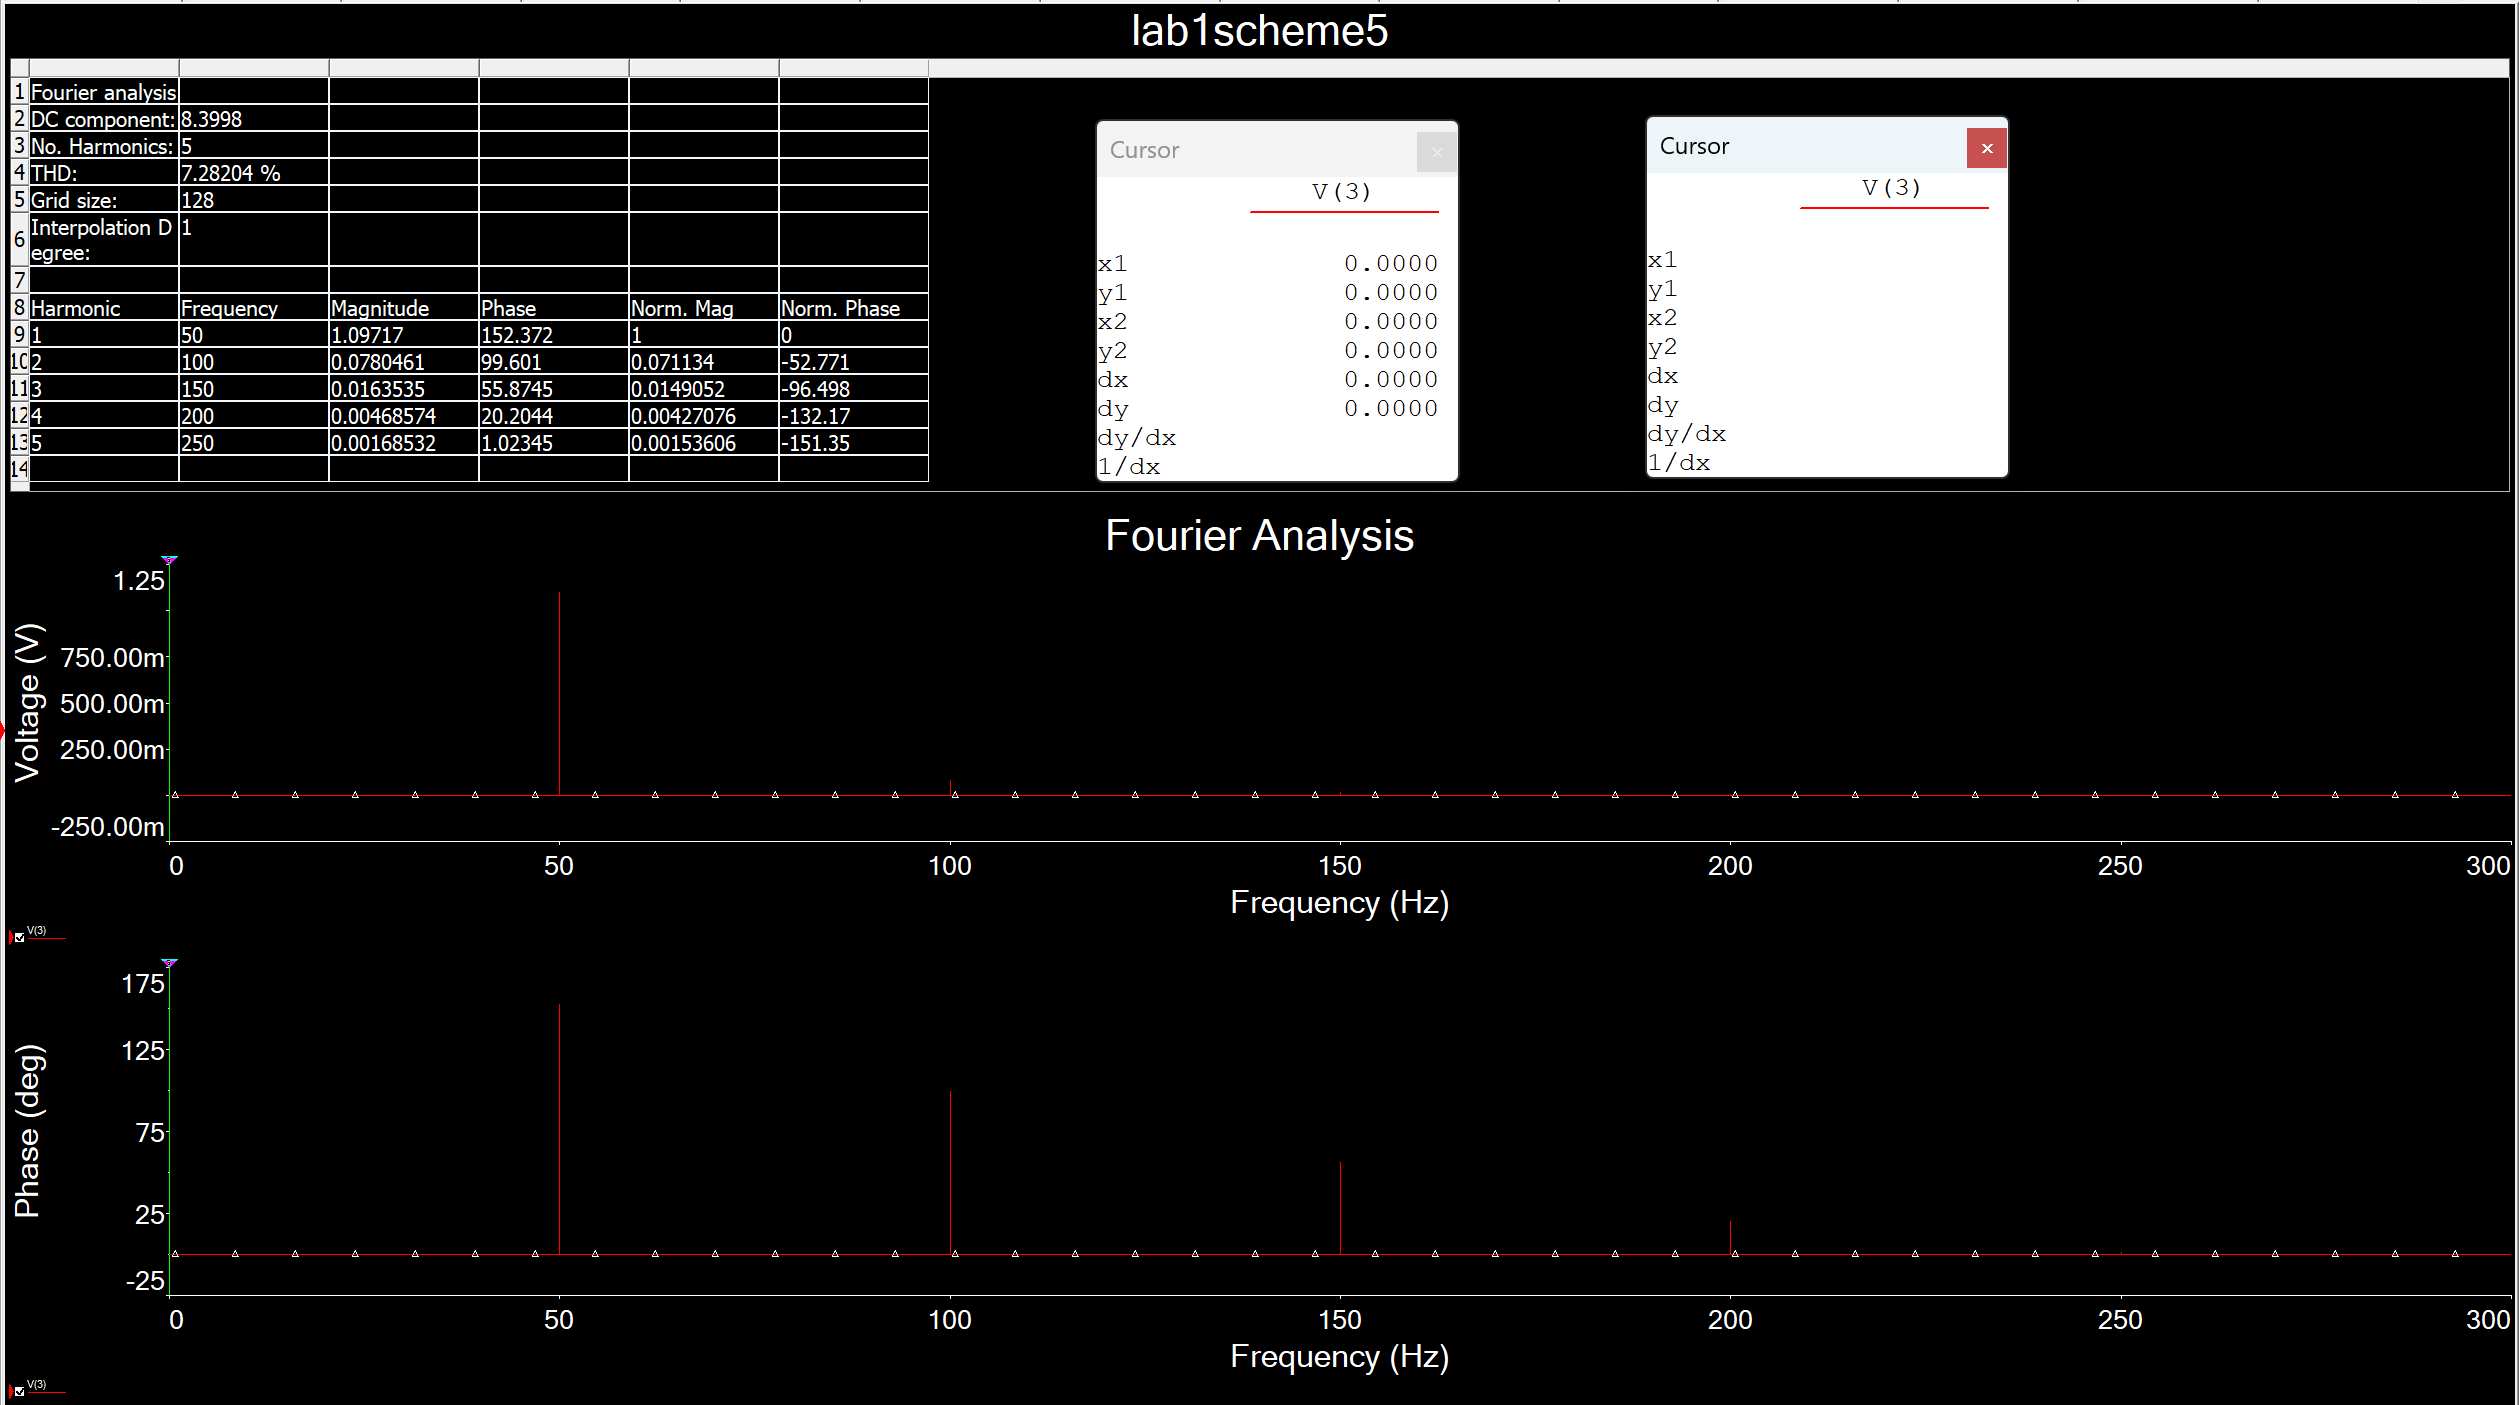 lab1scheme5
1 Fourier analysis
2 DC component: 8.3998
3 No. Harmonics: 5
4 THD: 7.28204 %
5 Grid size: 128
6 Interpolation D 1
egree:
7
8 Harmonic Frequency Magnitude Phase Norm. Mag Norm. Phase
9 1 50 1.09717 152.372 1 0
10 2 100 0.0780461 99.601 0.071134 -52.771
11 3 150 0.0163535 55.8745 0.0149052 -96.498
12 4 200 0.00468574 20.2044 0.00427076 -132.17
13 5 250 0.00168532 1.02345 0.00153606 -151.35
14
Cursor
V(3)
x1 0.0000
y1 0.0000
x2 0.0000
y2 0.0000
dx 0.0000
dy 0.0000
dy/dx
1/dx
Cursor x
V(3)
x1
y1
x2
y2
dx
dy
dy/dx
1/dx
Fourier Analysis
Voltage (V)
1.25
750.00m
500.00m
250.00m
-250.00m
0 50 100 150 200 250 300
Frequency (Hz)
V(3)
Phase (deg)
175
125
75
25
-25
0 50 100 150 200 250 300
Frequency (Hz)
V(3)